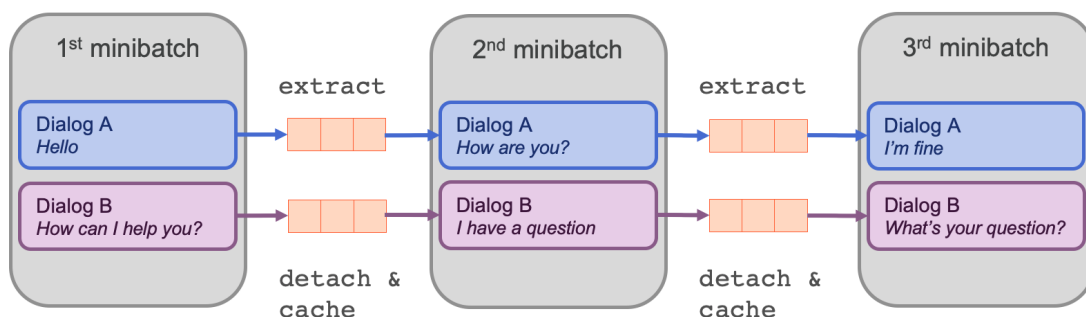 1st minibatch
2nd minibatch
3rd minibatch
extract
extract
Dialog A
Hello
Dialog A
How are you?
Dialog A
I'm fine
Dialog B
How can I help you?
Dialog B
I have a question
Dialog B
What's your question?
detach &
cache
detach &
cache